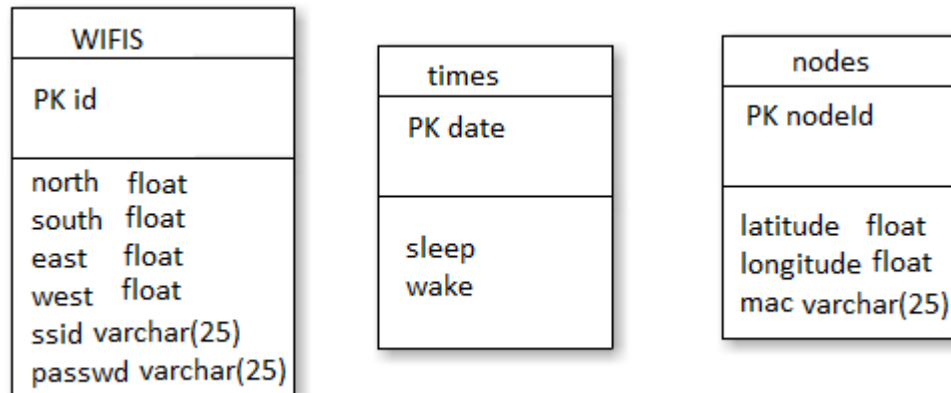 WIFIS
PK id
north float
south float
east float
west float
ssid varchar(25)
passwd varchar(25)
times
PK date
sleep
wake
nodes
PK nodeId
latitude float
longitude float
mac varchar(25)